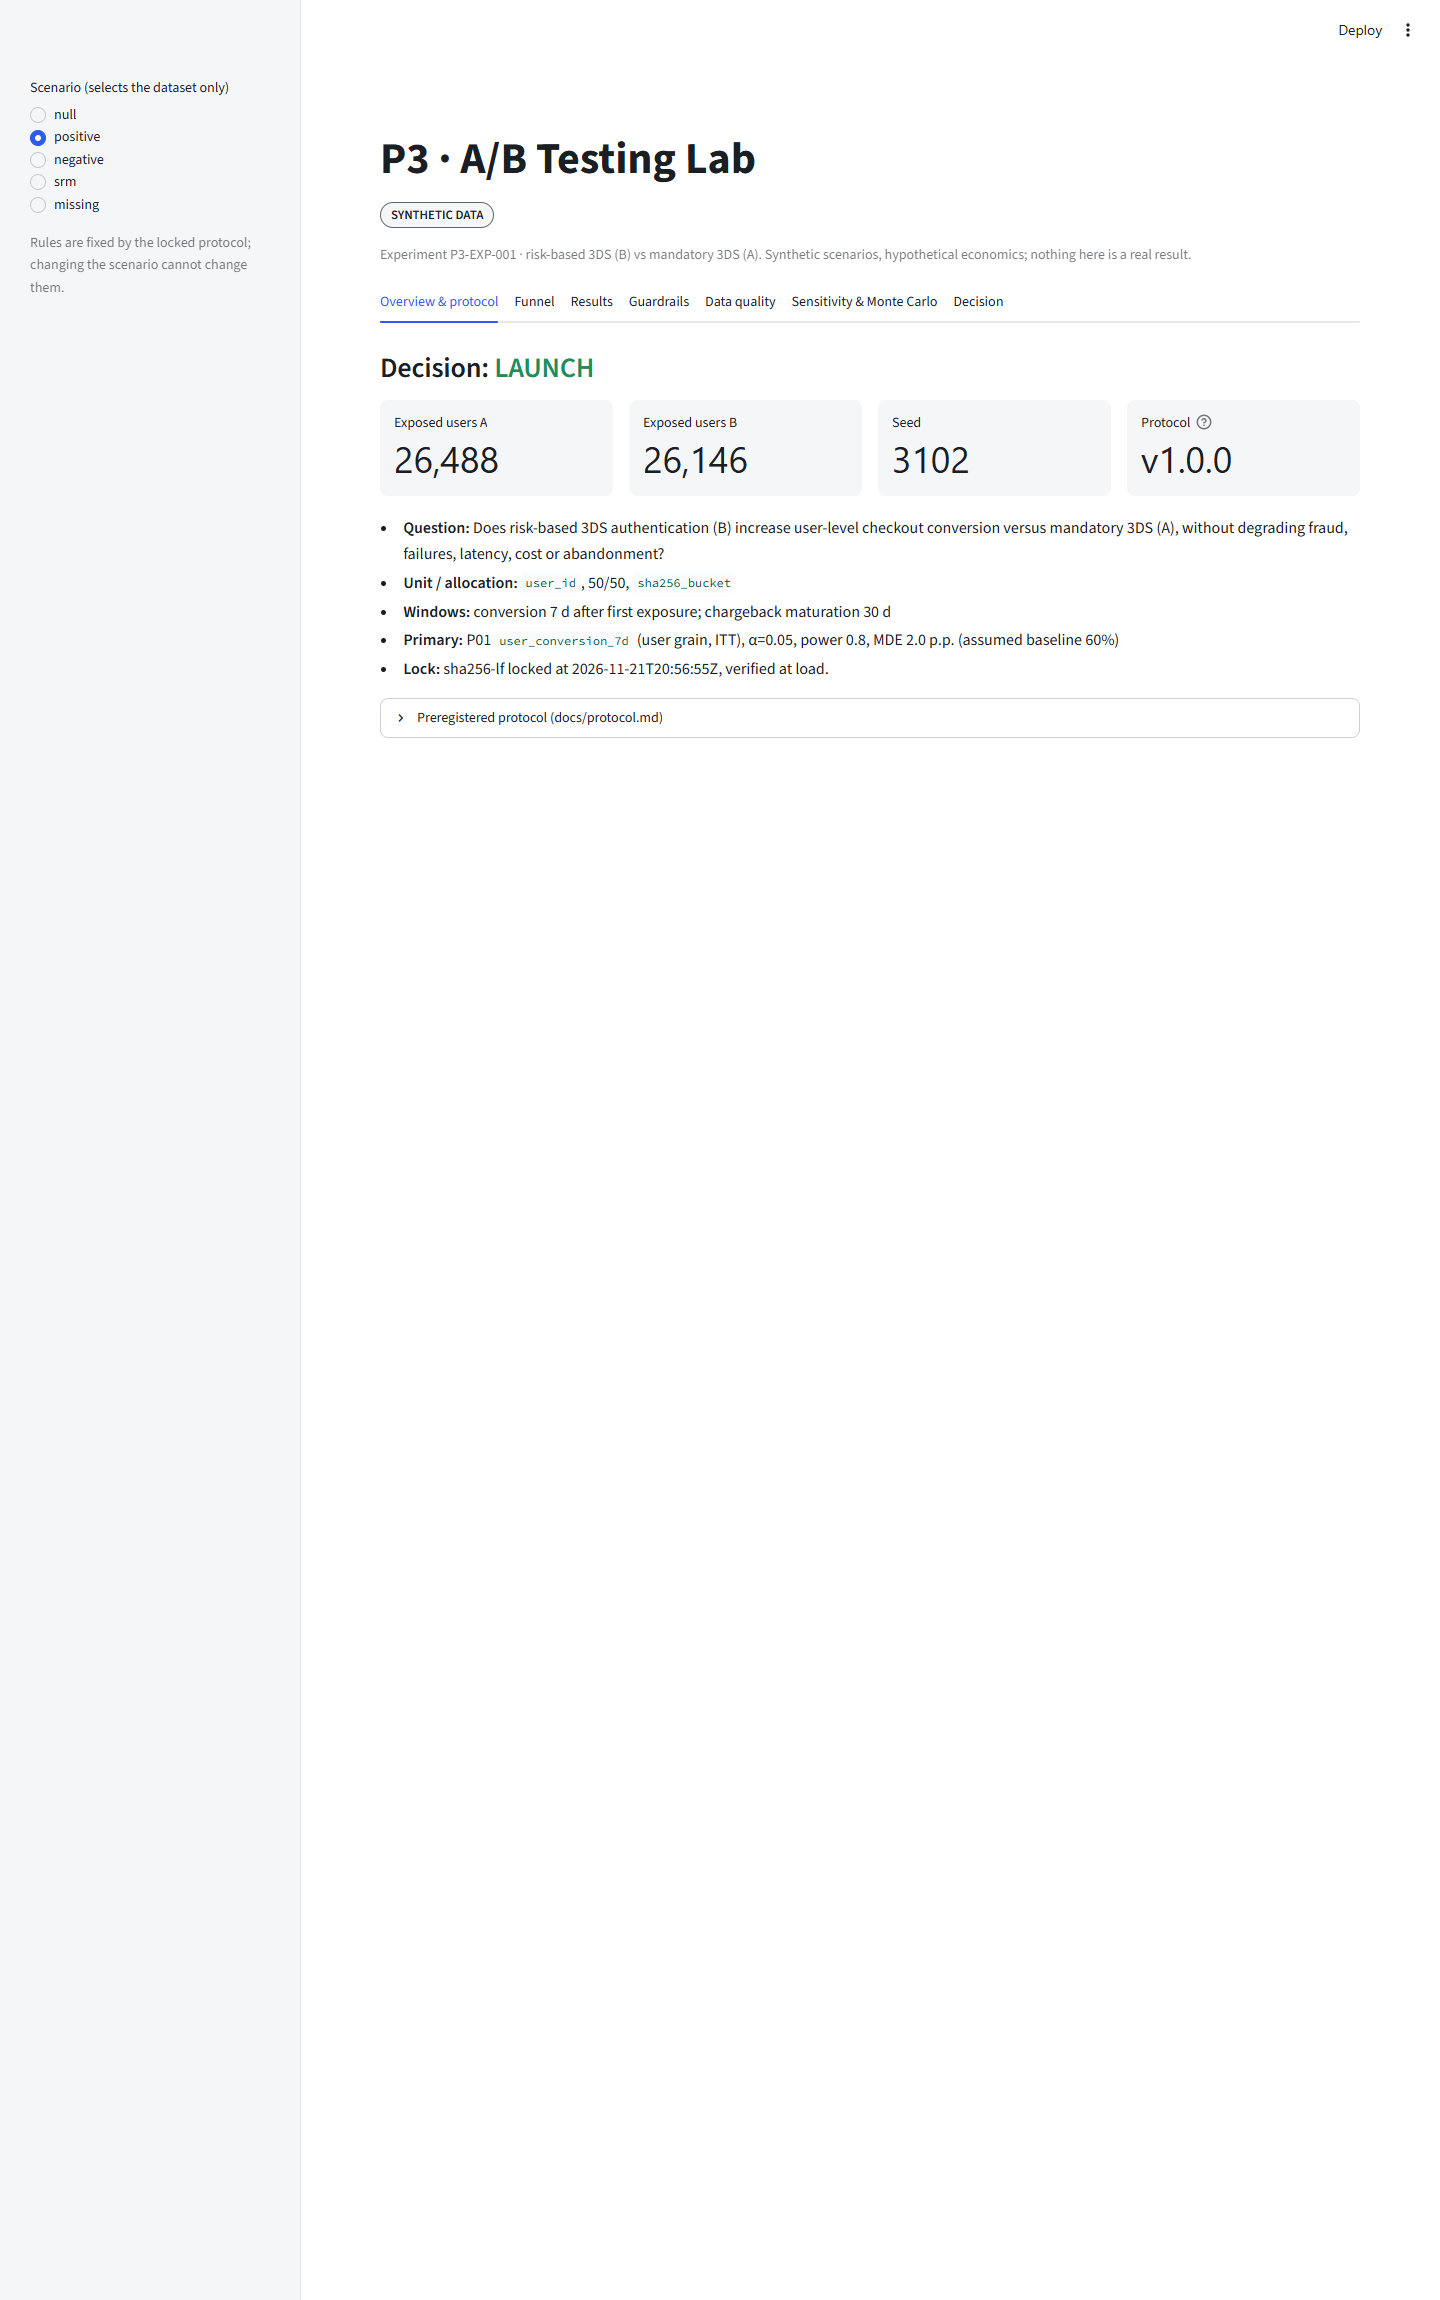 Deploy
Scenario (selects the dataset only)
null
positive
negative
srm
missing
Rules are fixed by the locked protocol;
changing the scenario cannot change
them.
P3 · A/B Testing Lab
SYNTHETIC DATA
Experiment P3-EXP-001 · risk-based 3DS (B) vs mandatory 3DS (A). Synthetic scenarios, hypothetical economics; nothing here is a real result.
Overview & protocol Funnel Results Guardrails Data quality Sensitivity & Monte Carlo Decision
Decision: LAUNCH
Exposed users A
26,488
Exposed users B
26,146
Seed
3102
Protocol
v1.0.0
• Question: Does risk-based 3DS authentication (B) increase user-level checkout conversion versus mandatory 3DS (A), without degrading fraud,
failures, latency, cost or abandonment?
• Unit / allocation: user_id , 50/50, sha256_bucket
• Windows: conversion 7 d after first exposure; chargeback maturation 30 d
• Primary: P01 user_conversion_7d (user grain, ITT), α=0.05, power 0.8, MDE 2.0 p.p. (assumed baseline 60%)
• Lock: sha256-lf locked at 2026-11-21T20:56:55Z, verified at load.
Preregistered protocol (docs/protocol.md)